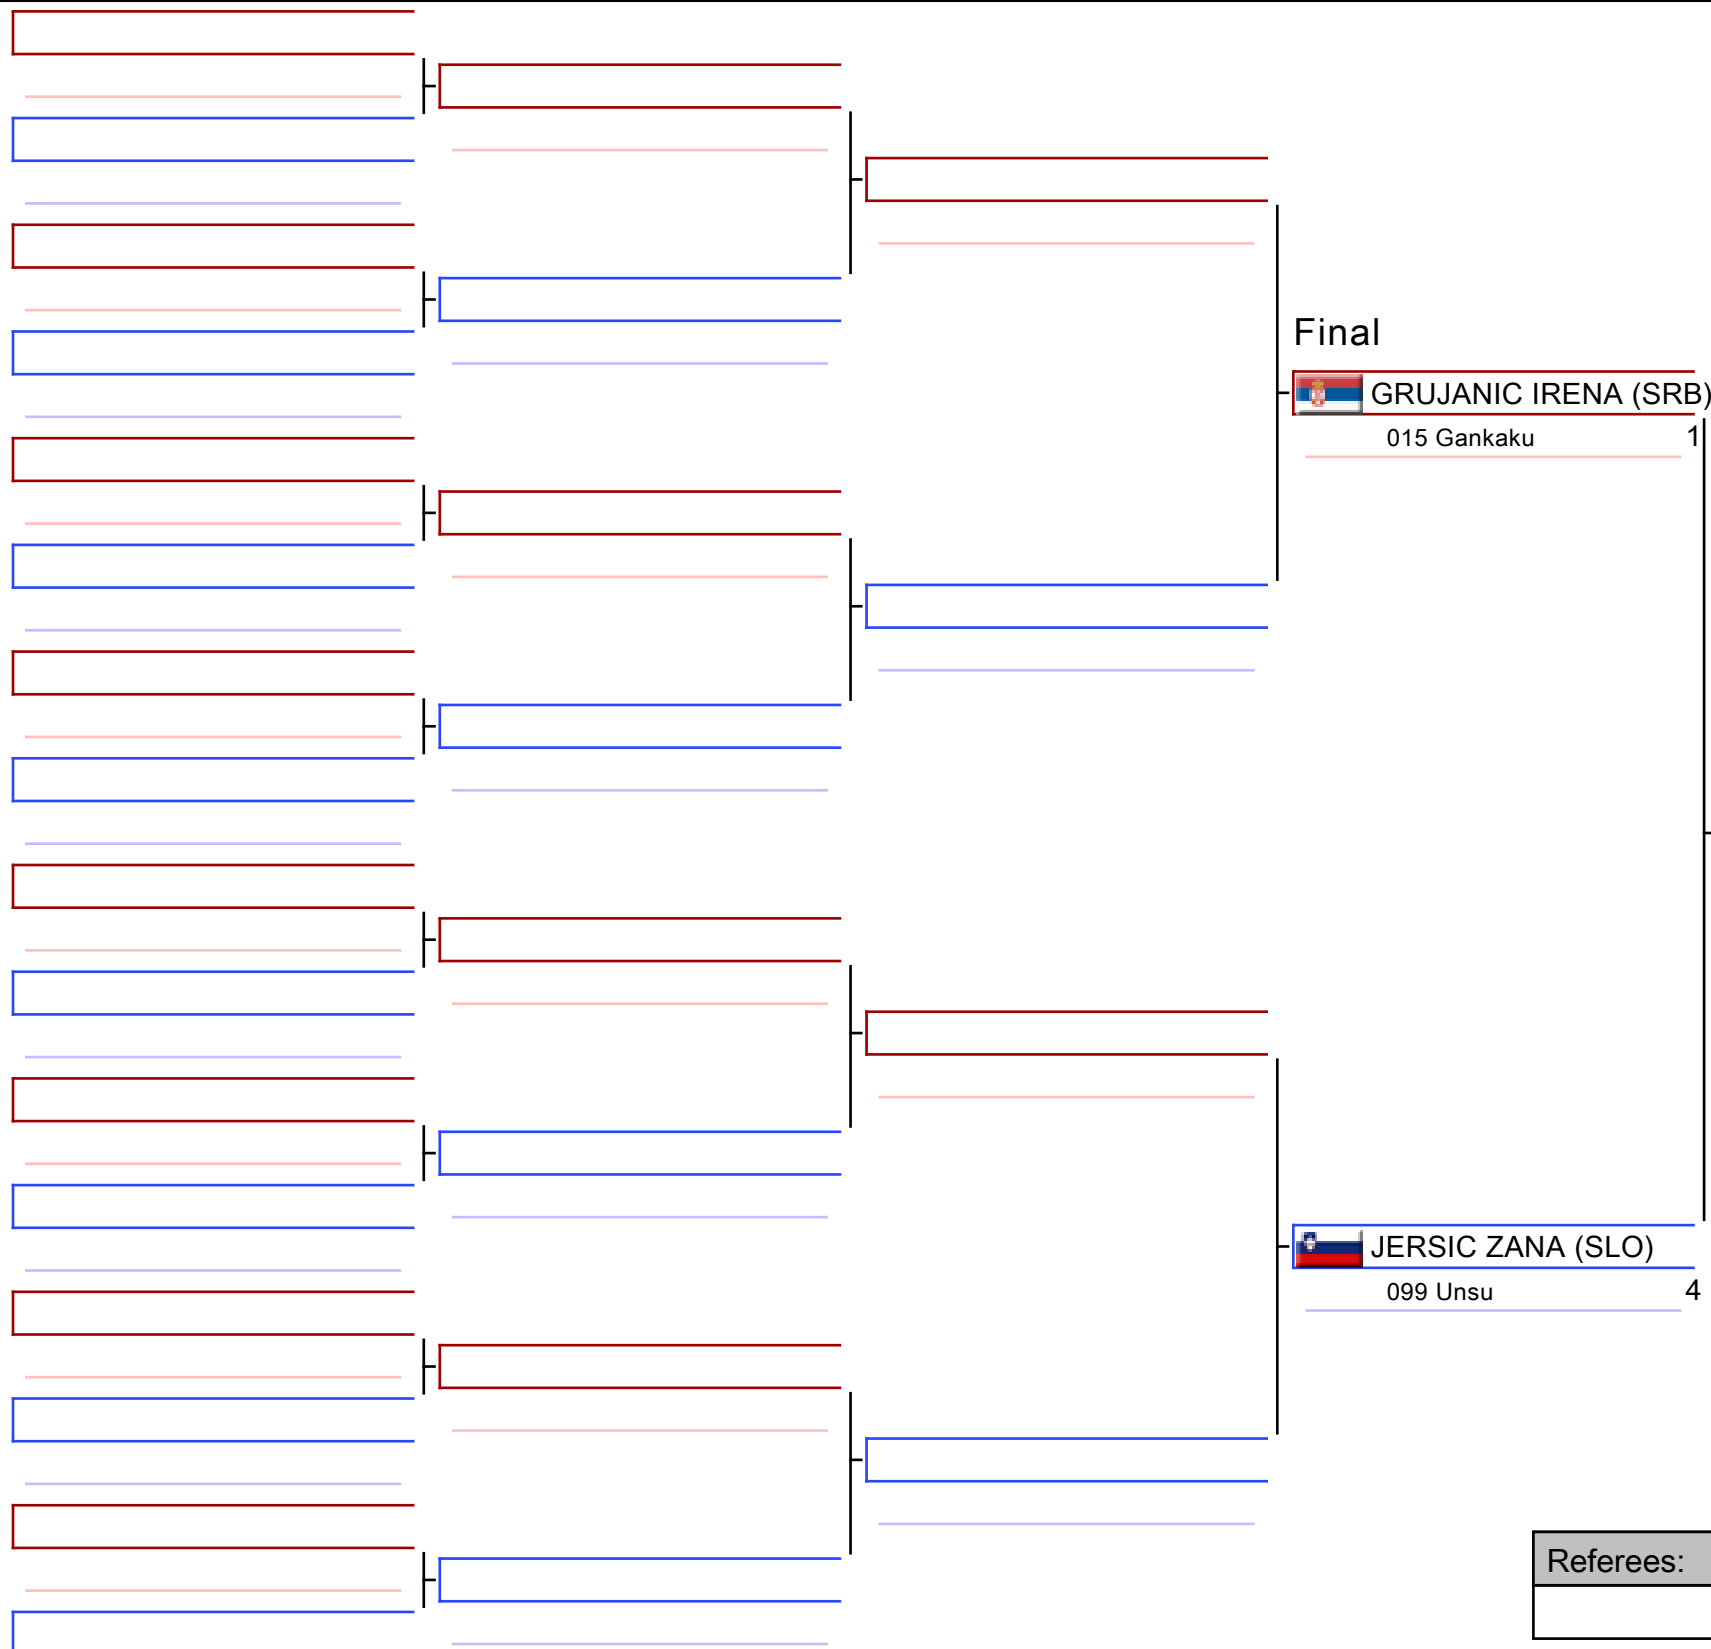 Final
GRUJANIC IRENA (SRB)
015 Gankaku 1
JERSIC ZANA (SLO)
099 Unsu 4
Referees: